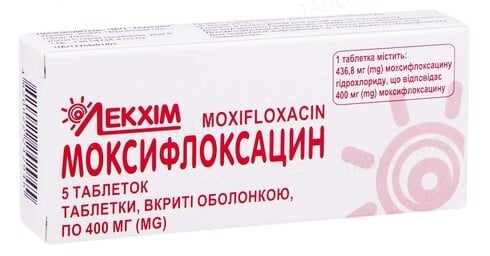 1 таблетка містить:
436,8 мг (mg) моксифлоксацину
гідрохлориду, що відповідає
400 мг (mg) моксифлоксацину
ЛЕКХІМ
MOXIFLOXACIN
МОКСИФЛОКСАЦИН
5 ТАБЛЕТОК
ТАБЛЕТКИ, ВКРИТІ ОБОЛОНКОЮ,
ПО 400 МГ (MG)